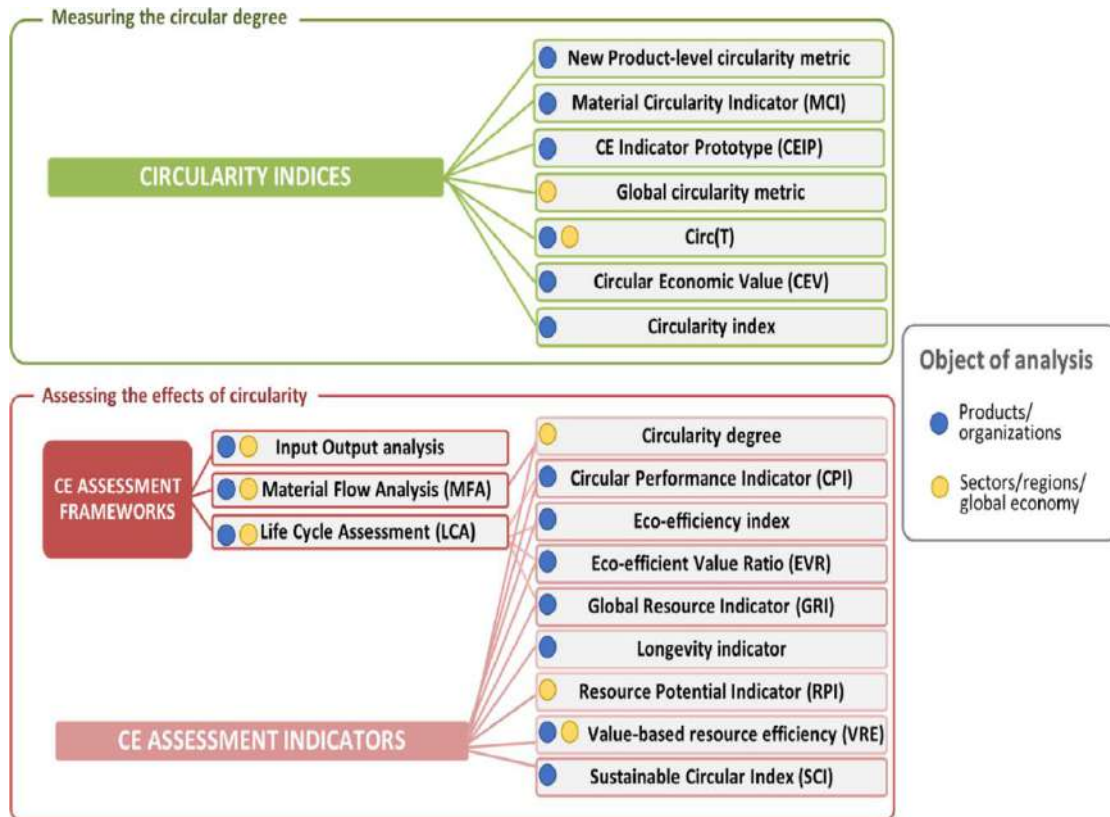 Measuring the circular degree
CIRCULARITY INDICES
New Product-level circularity metric
Material Circularity Indicator (MCI)
CE Indicator Prototype (CEIP)
Global circularity metric
Circ(T)
Circular Economic Value (CEV)
Circularity index
Object of analysis
Products/
organizations
Sectors/regions/
global economy
Assessing the effects of circularity
CE ASSESSMENT
FRAMEWORKS
Input Output analysis
Material Flow Analysis (MFA)
Life Cycle Assessment (LCA)
CE ASSESSMENT INDICATORS
Circularity degree
Circular Performance Indicator (CPI)
Eco-efficiency index
Eco-efficient Value Ratio (EVR)
Global Resource Indicator (GRI)
Longevity indicator
Resource Potential Indicator (RPI)
Value-based resource efficiency (VRE)
Sustainable Circular Index (SCI)